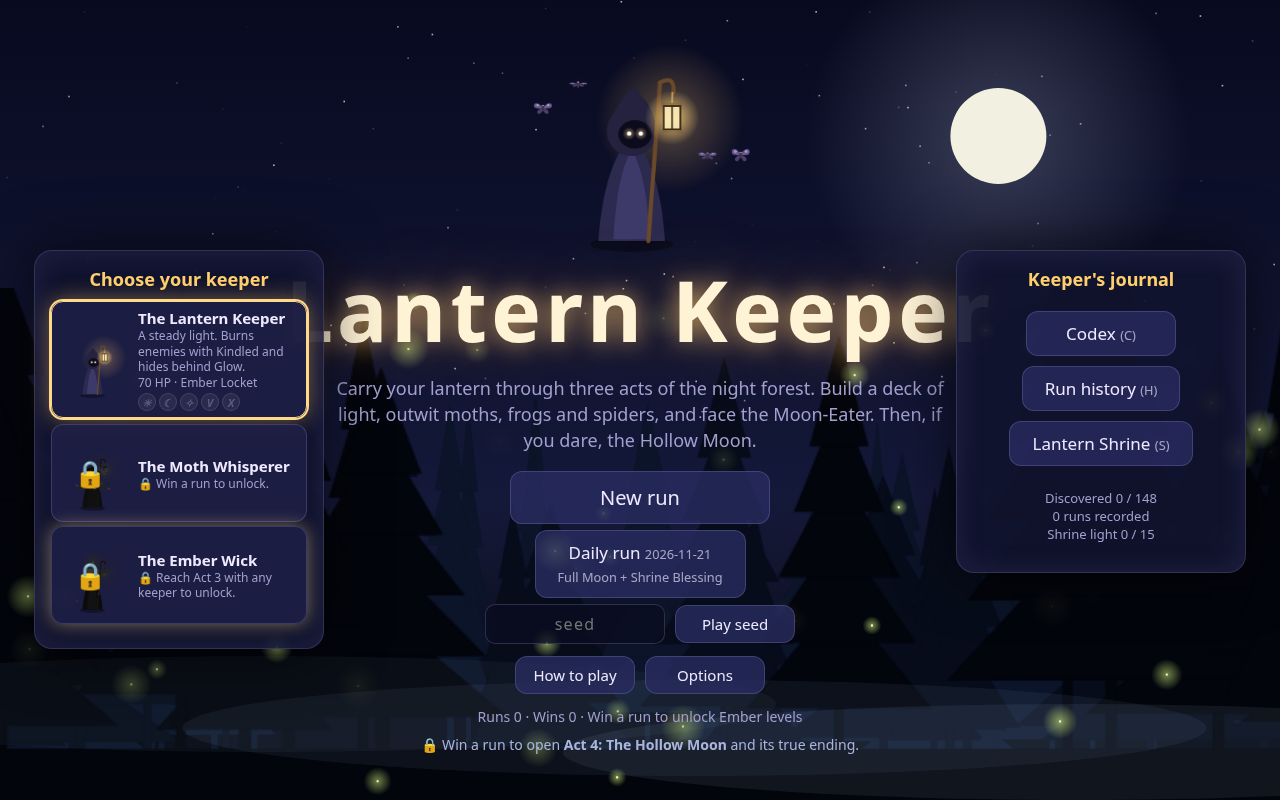 Lantern Keeper
Choose your keeper
The Lantern Keeper
A steady light. Burns
enemies with Kindled and
hides behind Glow.
70 HP · Ember Locket
V X
The Moth Whisperer
🔒 Win a run to unlock.
The Ember Wick
🔒 Reach Act 3 with any
keeper to unlock.
Carry your lantern through three acts of the night forest. Build a deck of
light, outwit moths, frogs and spiders, and face the Moon-Eater. Then, if
you dare, the Hollow Moon.
New run
Daily run 2026-11-21
Full Moon + Shrine Blessing
seed
Play seed
How to play
Options
Runs 0 · Wins 0 · Win a run to unlock Ember levels
🔒 Win a run to open Act 4: The Hollow Moon and its true ending.
Keeper's journal
Codex (C)
Run history (H)
Lantern Shrine (S)
Discovered 0 / 148
0 runs recorded
Shrine light 0 / 15